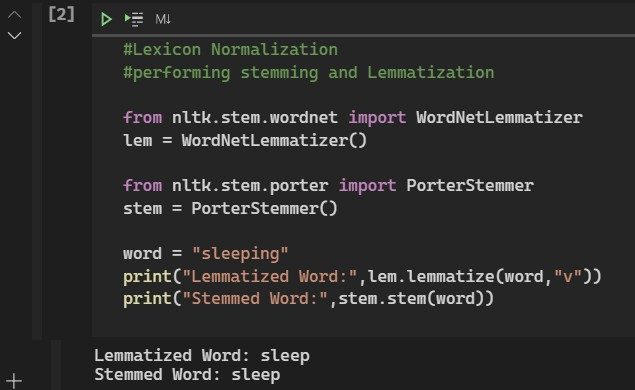 [2]
M↓
#Lexicon Normalization
#performing stemming and Lemmatization
from nltk.stem.wordnet import WordNetLemmatizer
lem = WordNetLemmatizer()
from nltk.stem.porter import PorterStemmer
stem = PorterStemmer()
word = "sleeping"
print("Lemmatized Word:",lem.lemmatize(word,"v"))
print("Stemmed Word:",stem.stem(word))
Lemmatized Word: sleep
Stemmed Word: sleep